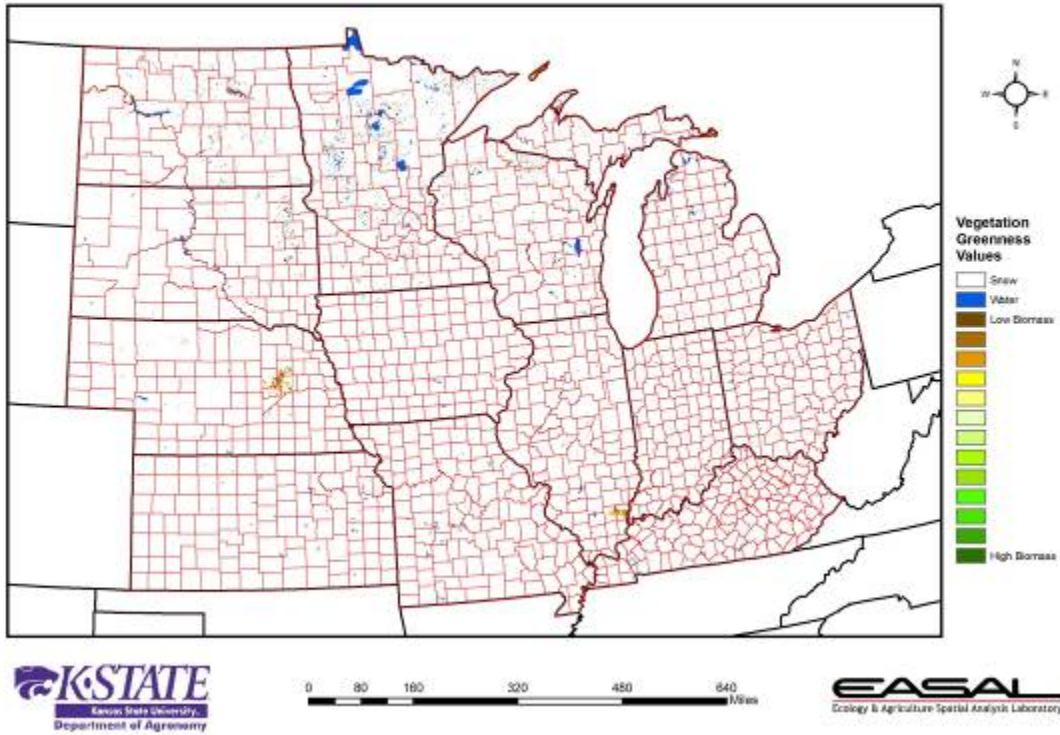 N
W E
S
Vegetation
Greenness
Values
Snow
Water
Low Biomass
High Biomass
K-STATE
Kansas State University
Department of Agronomy
0 80 160 320 480 640
Miles
EASAL
Ecology & Agriculture Spatial Analysis Laboratory